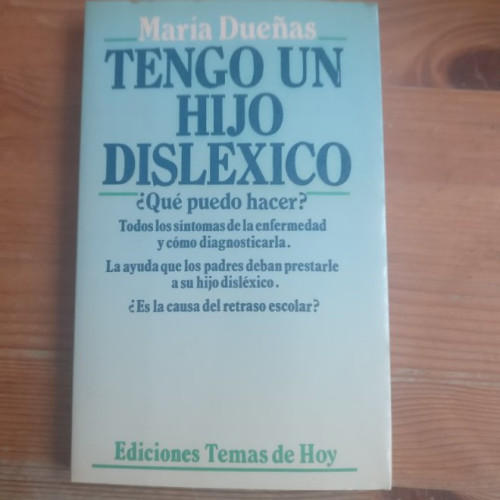 María Dueñas
TENGO UN
HIJO
DISLEXICO
¿Qué puedo hacer?
Todos los síntomas de la enfermedad
y cómo diagnosticarla.
La ayuda que los padres deban prestarle
a su hijo disléxico.
¿Es la causa del retraso escolar?
Ediciones Temas de Hoy